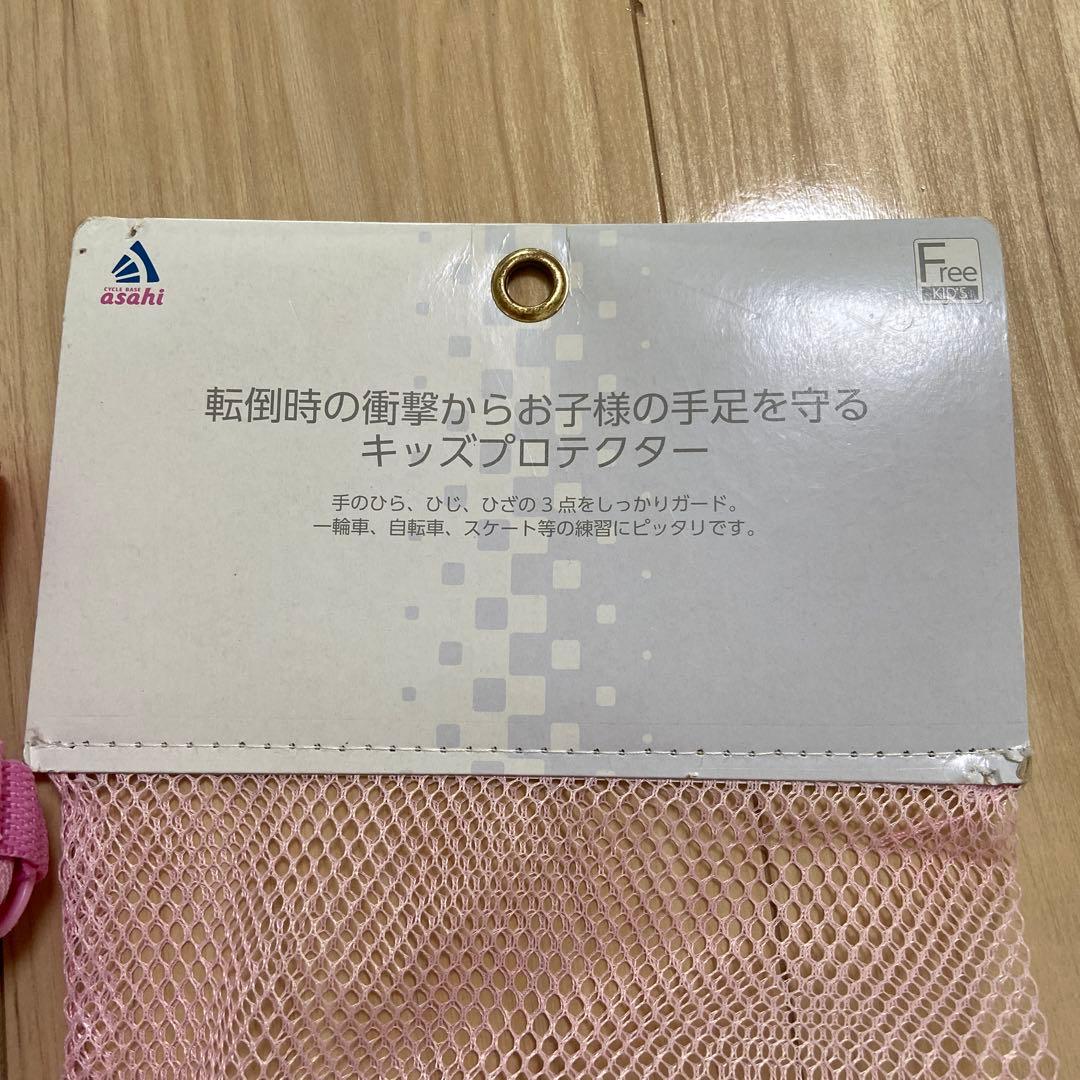 CYCLE BASE
asahi
Free
KID'S
転倒時の衝撃からお子様の手足を守る
キッズプロテクター
手のひら、ひじ、ひざの3点をしっかりガード。
一輪車、自転車、スケート等の練習にピッタリです。